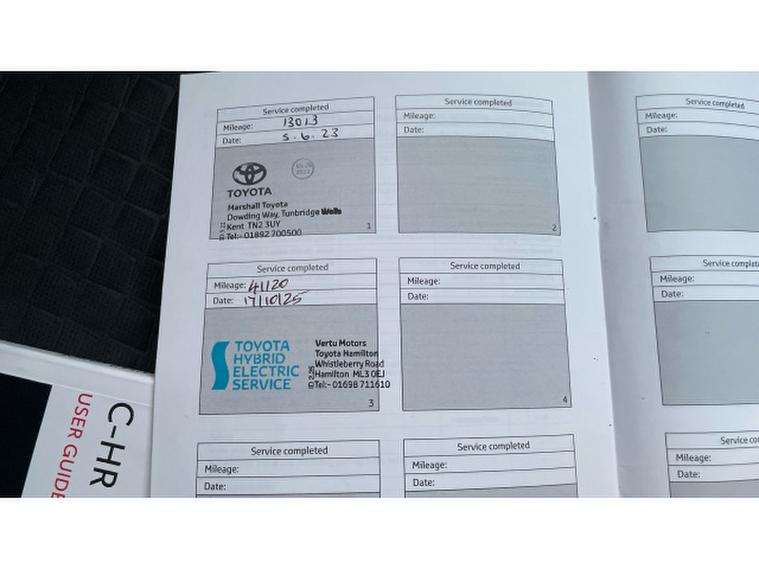 Service completed
Mileage: 13013
Date: 5.6.23
TOYOTA
Marshall Toyota
Dowding Way, Tunbridge Wells
Kent TN2 3UY
Tel:- 01892 700500
1
Service completed
Mileage:
Date:
2
Service completed
Mileage:
Date:
Service completed
Mileage: 41120
Date: 17/10/25
TOYOTA
HYBRID
ELECTRIC
SERVICE
Vertu Motors
Toyota Hamilton
Whistleberry Road
Hamilton ML3 0EJ
Tel:- 01698 711610
3
Service completed
Mileage:
Date:
4
Service complet
Mileage:
Date:
Service completed
Mileage:
Date:
Service completed
Mileage:
Date:
Service co
Mileage:
Date:
C-HR
USER GUIDE